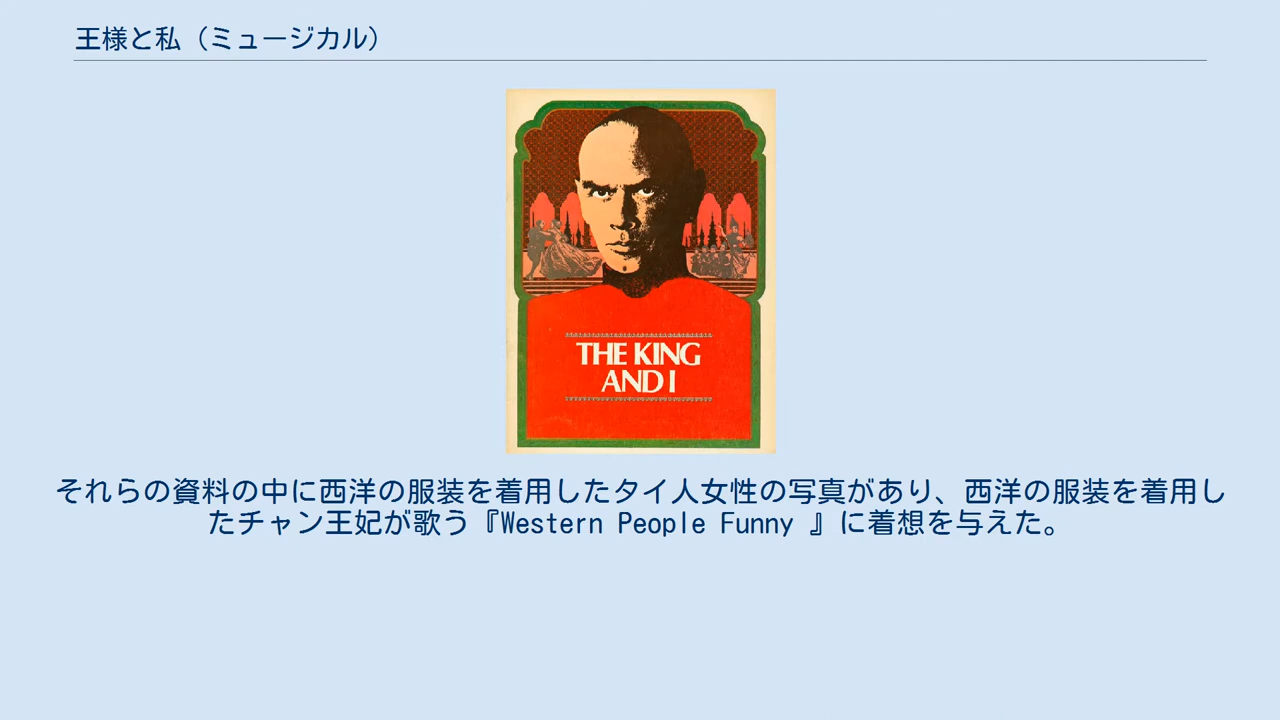 王様と私（ミュージカル）
THE KING
AND I
それらの資料の中に西洋の服装を着用したタイ人女性の写真があり、西洋の服装を着用し
たチャン王妃が歌う『Western People Funny 』に着想を与えた。